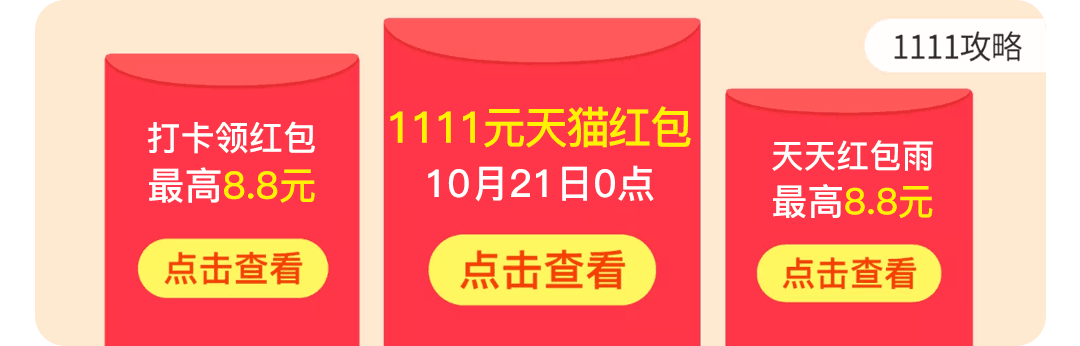 1111攻略
打卡领红包
最高8.8元
点击查看
1111元天猫红包
10月21日0点
点击查看
天天红包雨
最高8.8元
点击查看